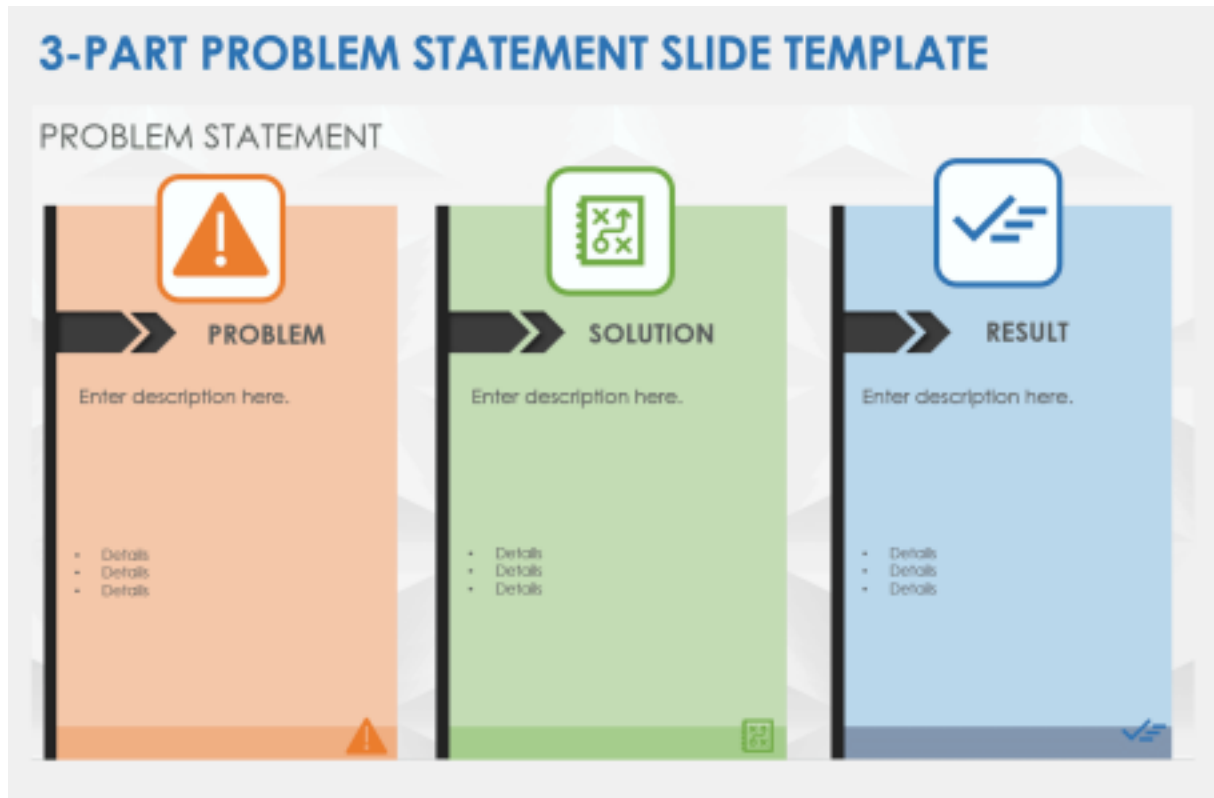 3-PART PROBLEM STATEMENT SLIDE TEMPLATE
PROBLEM STATEMENT
PROBLEM
Enter description here.
• Details
• Details
• Details
SOLUTION
Enter description here.
• Details
• Details
• Details
RESULT
Enter description here.
• Details
• Details
• Details